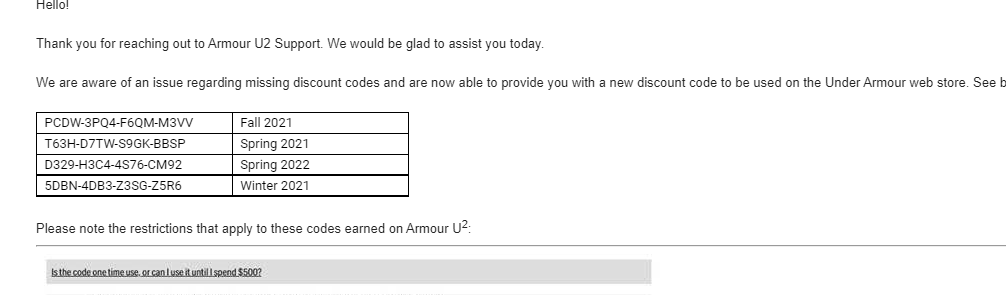 Hello!
Thank you for reaching out to Armour U2 Support. We would be glad to assist you today.
We are aware of an issue regarding missing discount codes and are now able to provide you with a new discount code to be used on the Under Armour web store. See b
PCDW-3PQ4-F6QM-M3VV Fall 2021
T63H-D7TW-S9GK-BBSP Spring 2021
D329-H3C4-4S76-CM92 Spring 2022
5DBN-4DB3-Z3SG-Z5R6 Winter 2021
Please note the restrictions that apply to these codes earned on Armour U²:
Is the code one time use, or can I use it until I spend $500?